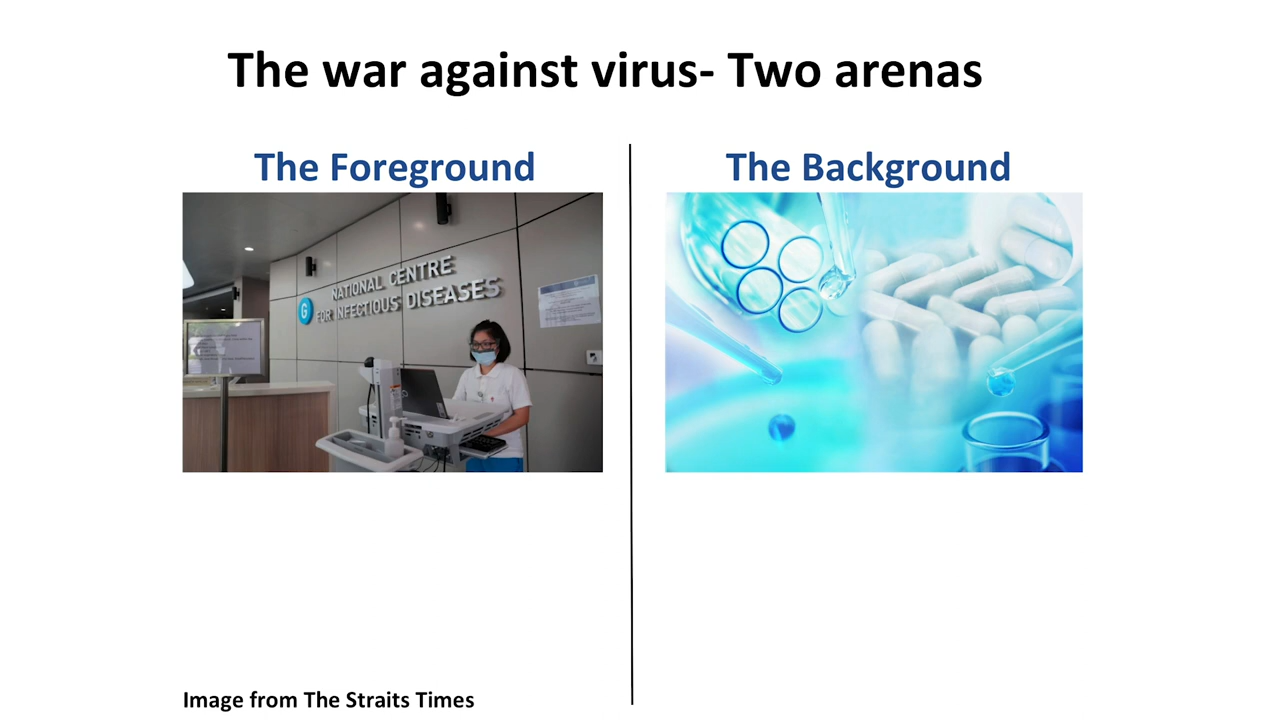 The war against virus- Two arenas
The Foreground
The Background
G
NATIONAL CENTRE
FOR INFECTIOUS DISEASES
Image from The Straits Times